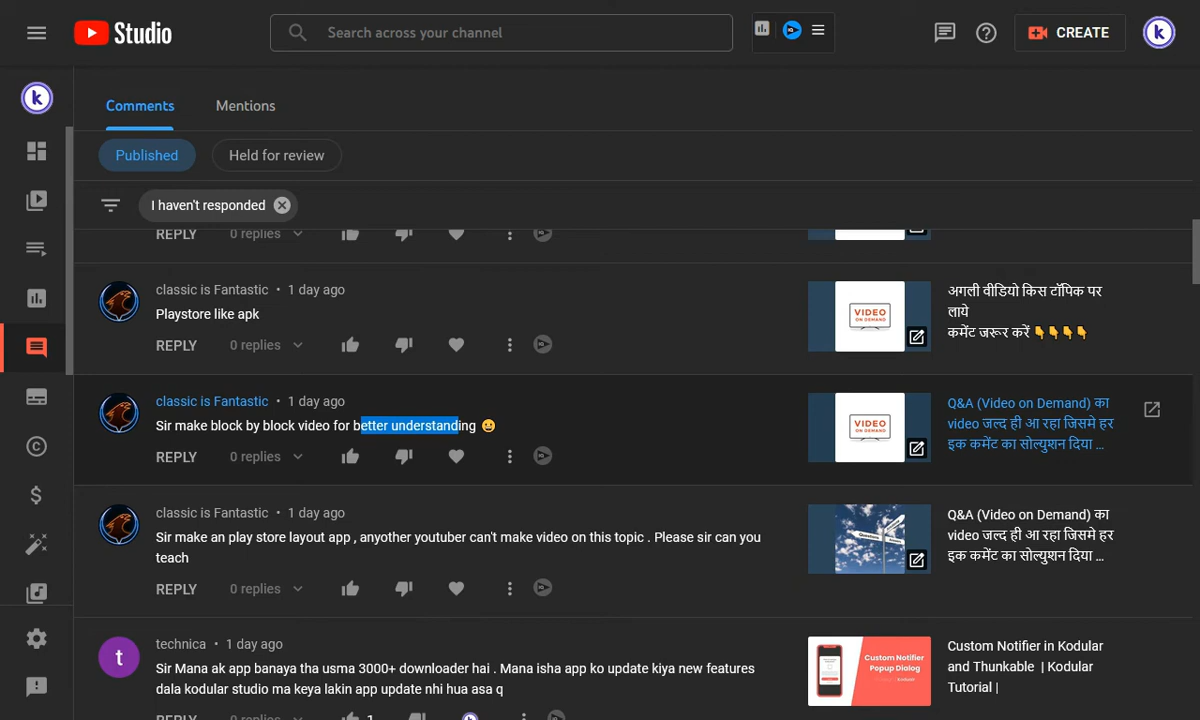 Studio
Search across your channel
CREATE
k
k
Comments
Mentions
Published
Held for review
I haven't responded
REPLY
0 replies
classic is Fantastic • 1 day ago
Playstore like apk
REPLY
0 replies
VIDEO
ON DEMAND
अगली वीडियो किस टॉपिक पर
लाये
कमेंट जरूर करें 👇👇👇👇
classic is Fantastic • 1 day ago
Sir make block by block video for better understanding 😀
REPLY
0 replies
VIDEO
ON DEMAND
Q&A (Video on Demand) का
video जल्द ही आ रहा जिसमे हर
इक कमेंट का सोल्युशन दिया ...
classic is Fantastic • 1 day ago
Sir make an play store layout app , anyother youtuber can't make video on this topic . Please sir can you
teach
REPLY
0 replies
Q&A (Video on Demand) का
video जल्द ही आ रहा जिसमे हर
इक कमेंट का सोल्युशन दिया ...
t
technica • 1 day ago
Sir Mana ak app banaya tha usma 3000+ downloader hai . Mana isha app ko update kiya new features
dala kodular studio ma keya lakin app update nhi hua asa q
REPLY
0 replies
1
Custom Notifier
Popup Diolog
Custom Notifier in Kodular
and Thunkable | Kodular
Tutorial |